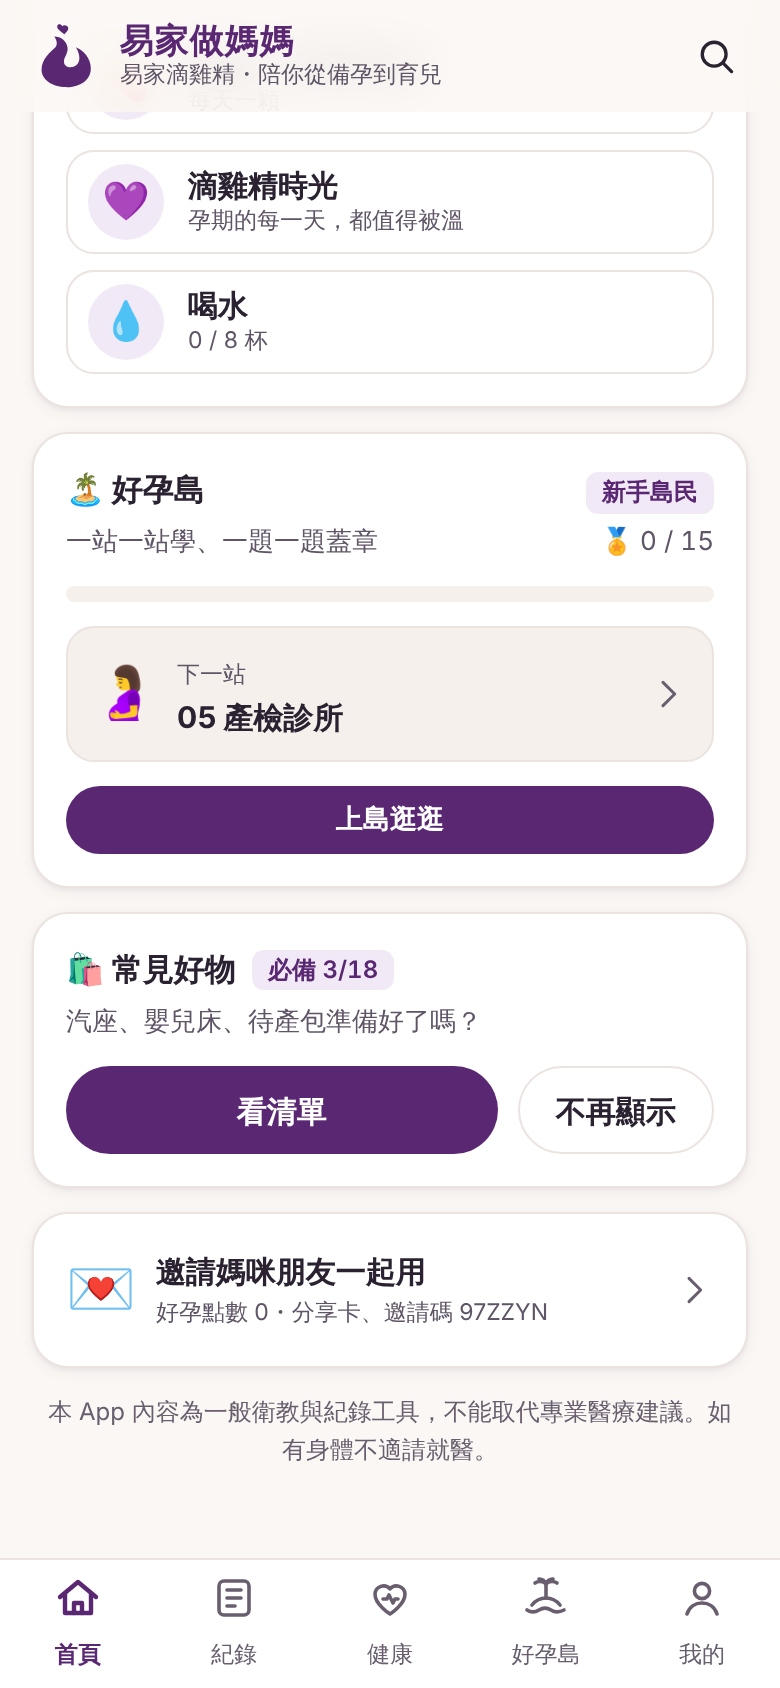 易家做媽媽
易家滴雞精・陪你從備孕到育兒
每天一顆
滴雞精時光
孕期的每一天，都值得被溫
喝水
0 / 8 杯
好孕島
新手島民
一站一站學、一題一題蓋章
0 / 15
下一站
05 產檢診所
上島逛逛
常見好物
必備 3/18
汽座、嬰兒床、待產包準備好了嗎？
看清單
不再顯示
邀請媽咪朋友一起用
好孕點數 0・分享卡、邀請碼 97ZZYN
本 App 內容為一般衛教與紀錄工具，不能取代專業醫療建議。如
有身體不適請就醫。
首頁
紀錄
健康
好孕島
我的